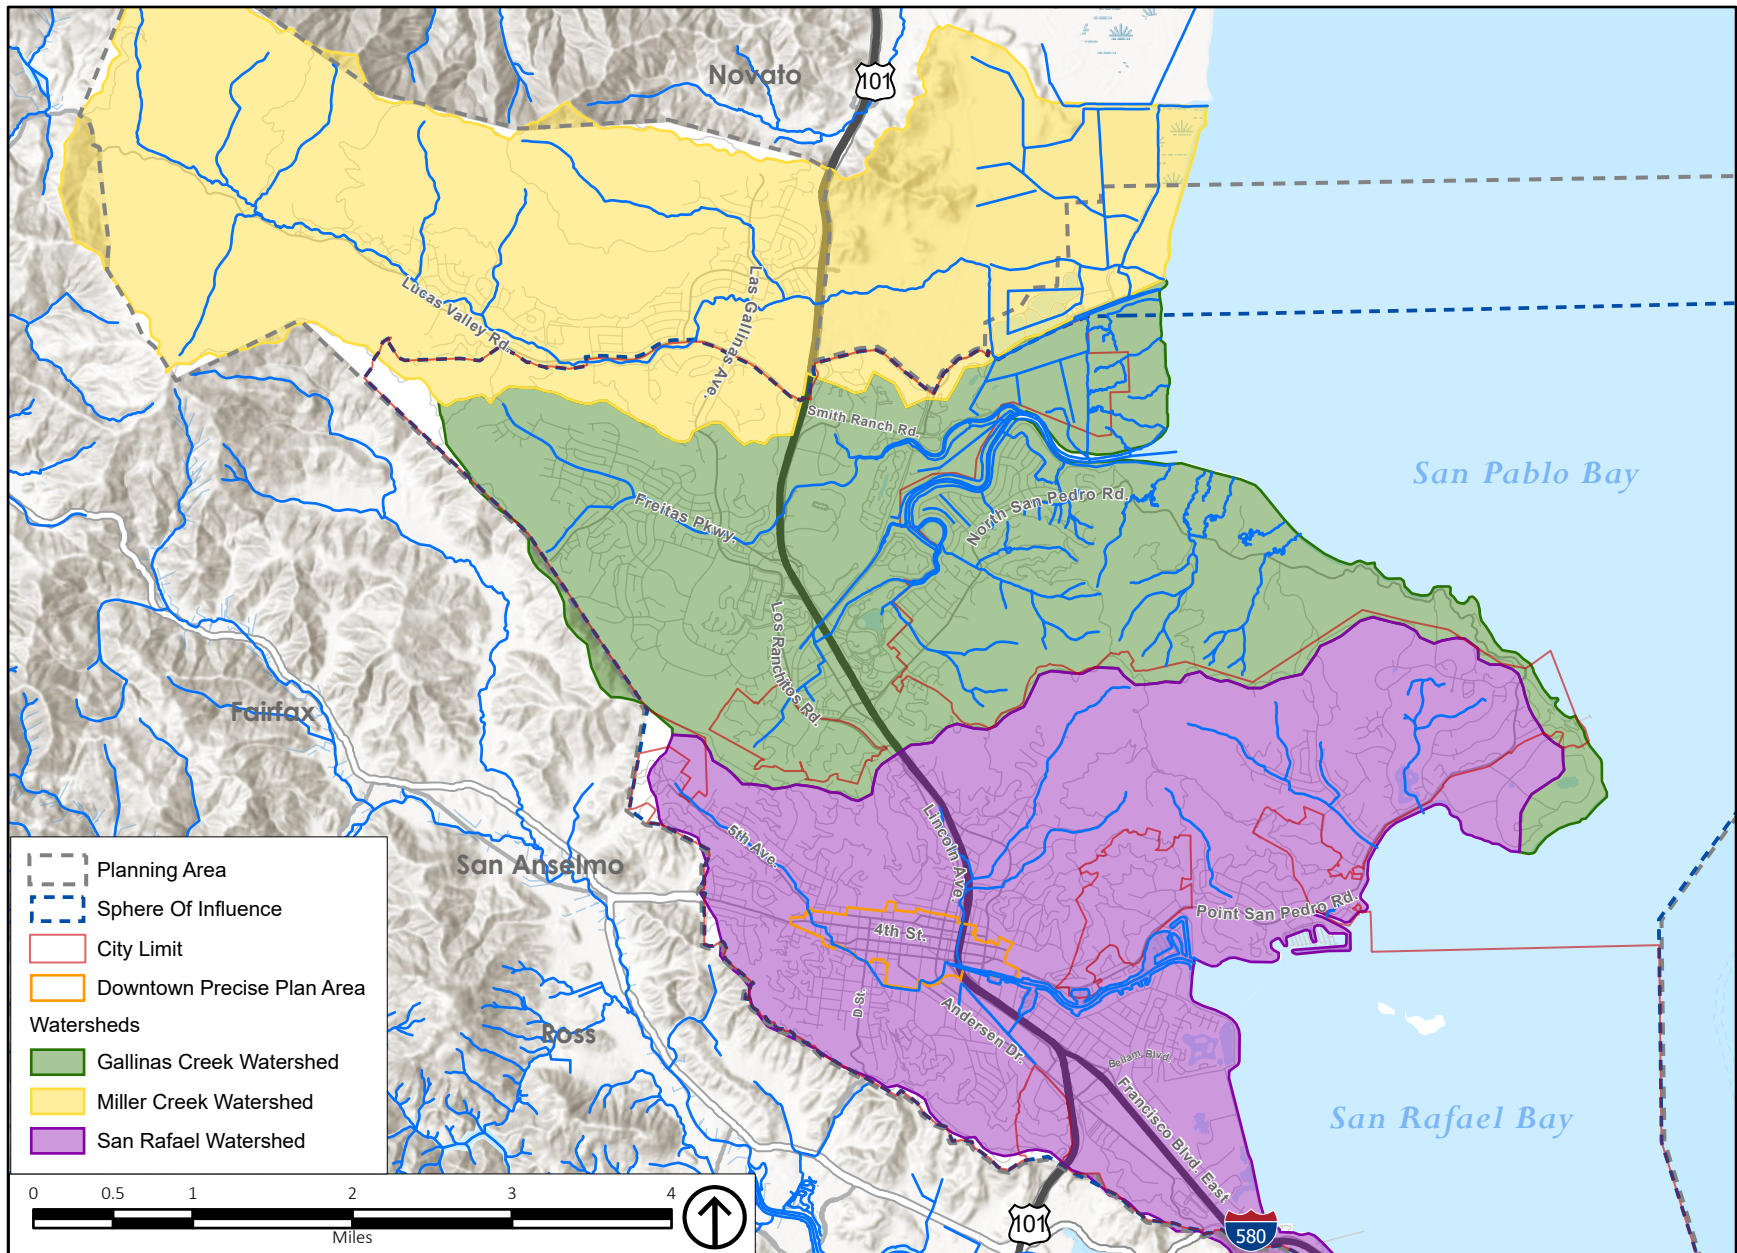 Novato
101
Lucas Valley Rd.
Las Gallinas Ave.
Smith Ranch Rd.
San Pablo Bay
Freitas Pkwy.
North San Pedro Rd.
Los Ranchitos Rd.
Fairfax
Lincoln Ave.
5th Ave.
San Anselmo
4th St.
Point San Pedro Rd.
D St.
Andersen Dr.
Ross
Bellam Blvd.
Francisco Blvd. East
San Rafael Bay
101
580
Planning Area
Sphere Of Influence
City Limit
Downtown Precise Plan Area
Watersheds
Gallinas Creek Watershed
Miller Creek Watershed
San Rafael Watershed
0 0.5 1 2 3 4
Miles